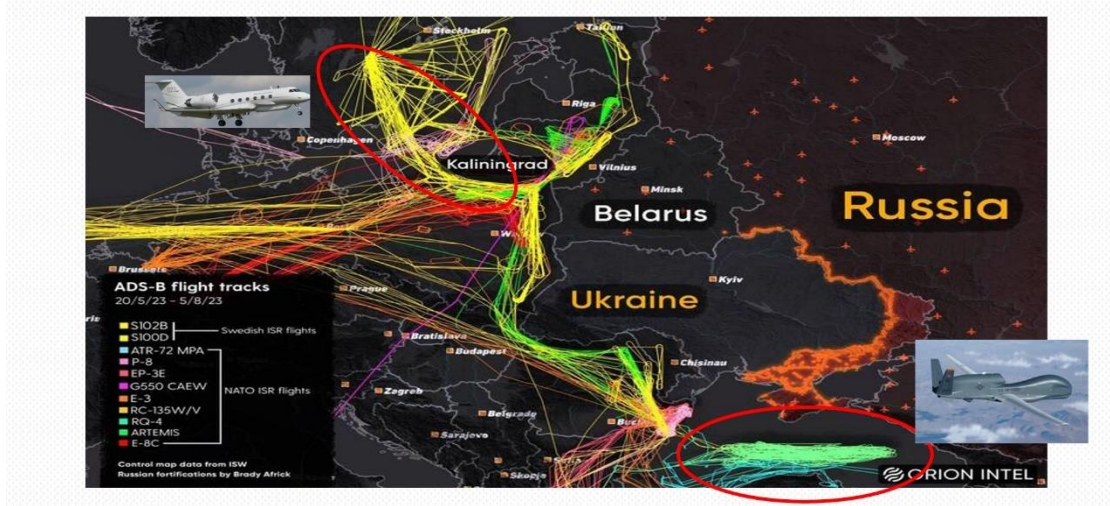 Stockholm
Tallinn
Riga
Copenhagen
Moscow
Kaliningrad
Vilnius
Minsk
Russia
Belarus
Brussels
Kyiv
ADS-B flight tracks
20/5/23 - 5/8/23
Prague
Ukraine
S102B
S100D
Swedish ISR flights
ATR-72 MPA
P-8
EP-3E
G550 CAEW
E-3
RC-135W/V
RQ-4
ARTEMIS
E-8C
NATO ISR flights
Bratislava
Budapest
Chisinau
Zagreb
Belgrade
Sarajevo
Skopje
Control map data from ISW
Russian fortifications by Brady Africk
ORION INTEL